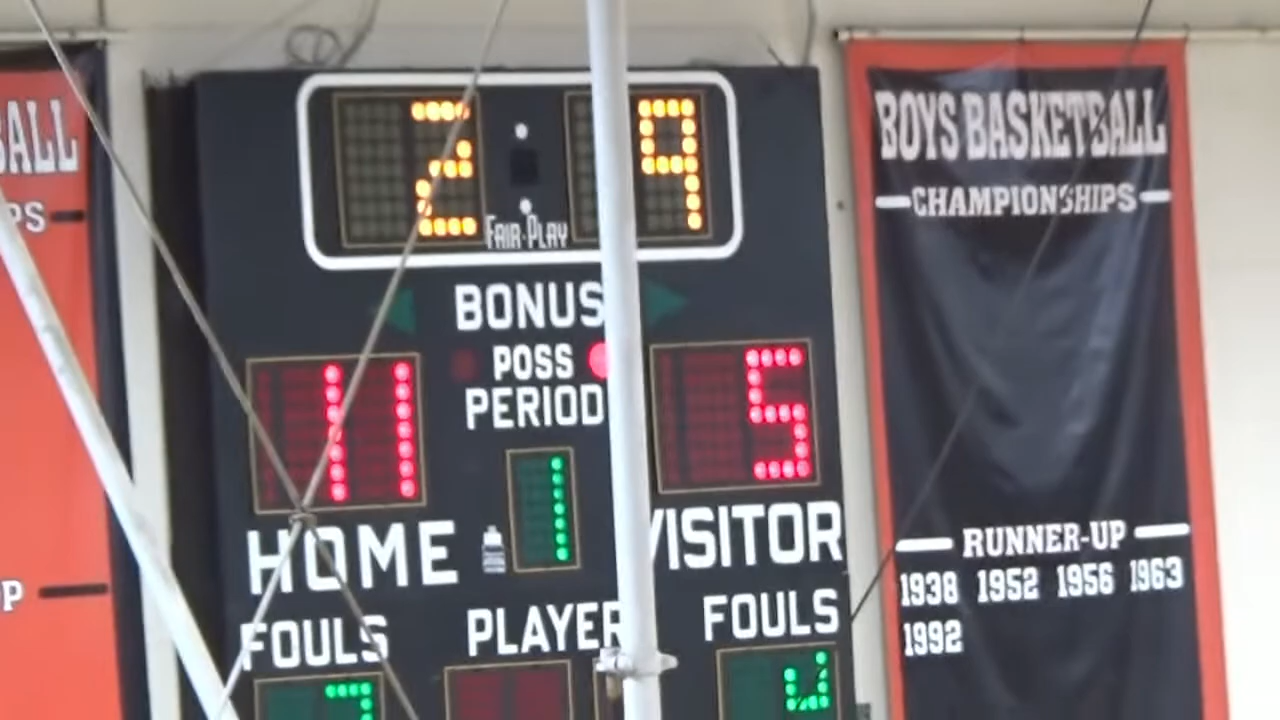 2 : 9
FAIR-PLAY
BONUS
POSS
PERIOD
11 1 5
HOME VISITOR
FOULS PLAYER FOULS
BALL
PS
P
BOYS BASKETBALL
CHAMPIONSHIPS
RUNNER-UP
1938 1952 1956 1963
1992